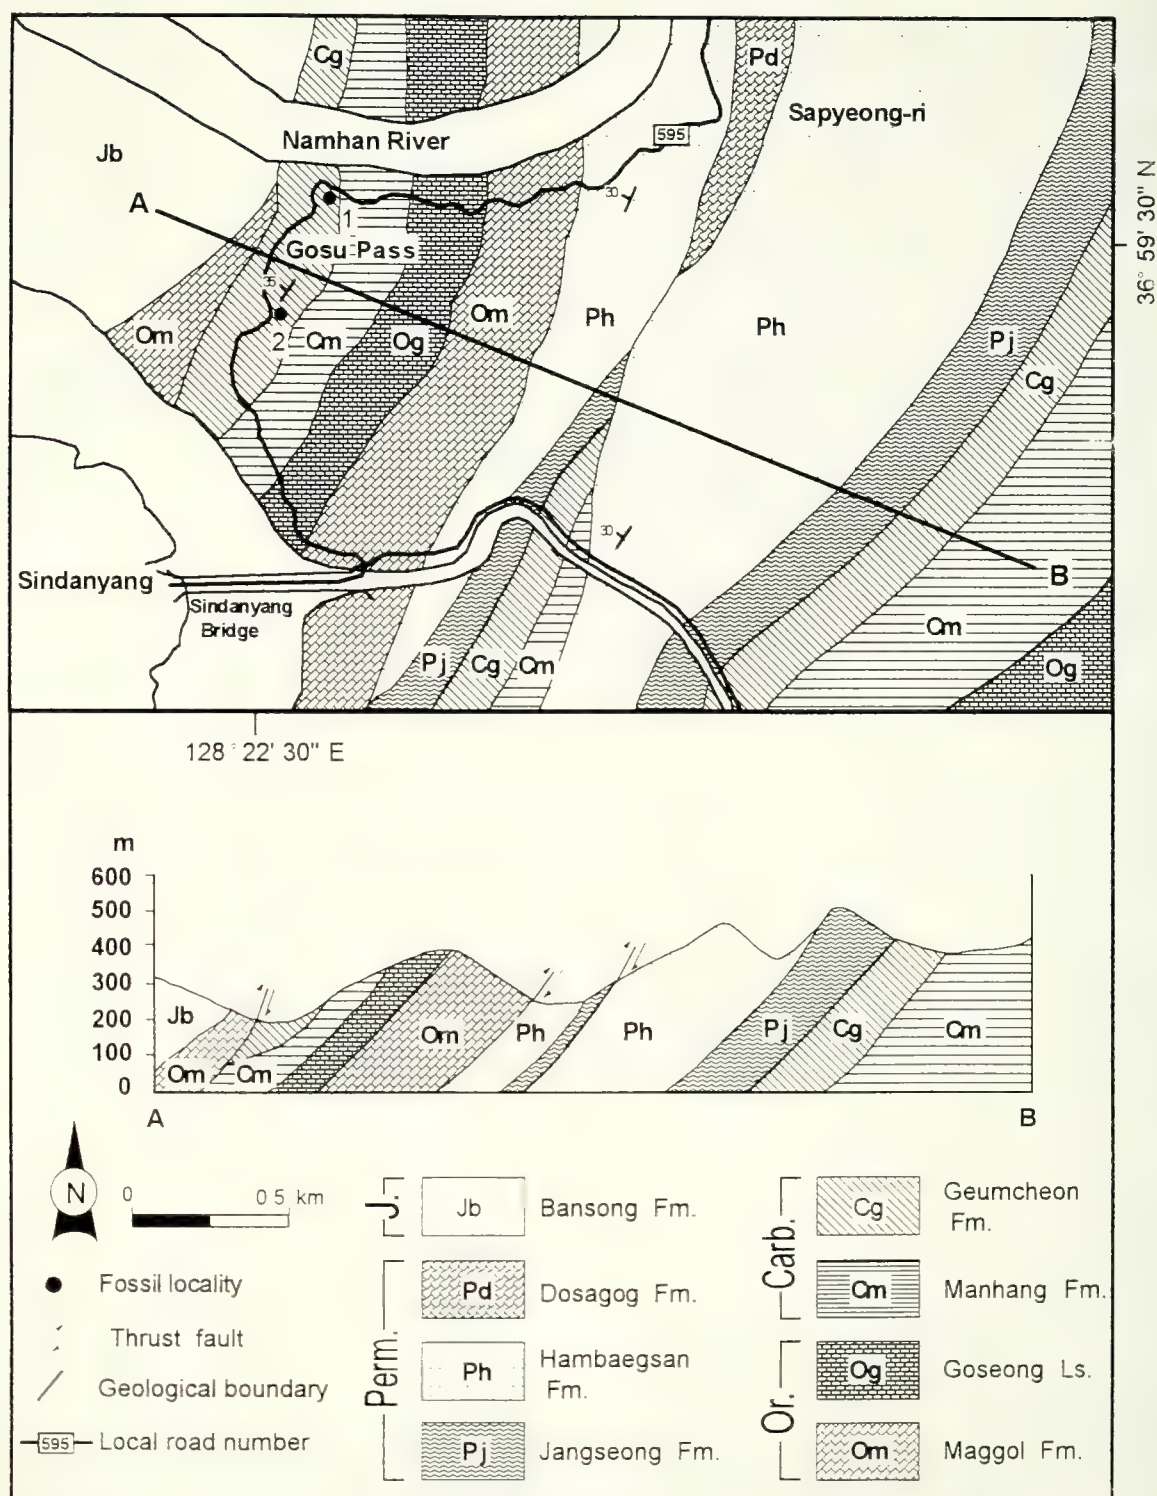 Cg
Pd
Sapyeong-ri
595
Namhan River
Jb
36° 59' 30" N
30
A
1
Gosu Pass
35
Om
2
Cm
Og
Om
Ph
Ph
Pj
Cg
30
B
Sindanyang
Sindanyang
Bridge
Cm
Pj
Cg
Cm
Og
128° 22' 30" E
m
600
500
400
300
200
100
0
Jb
Om
Cm
Om
Ph
Ph
Pj
Cg
Cm
A
B
N
0
0 5 km
Fossil locality
Thrust fault
Geological boundary
595
Local road number
J.
Jb
Bansong Fm.
Perm.
Pd
Dosagog Fm.
Ph
Hambaegsan
Fm.
Pj
Jangseong Fm.
Carb.
Cg
Geumcheon
Fm.
Cm
Manhang Fm.
Or.
Og
Goseong Ls.
Om
Maggol Fm.